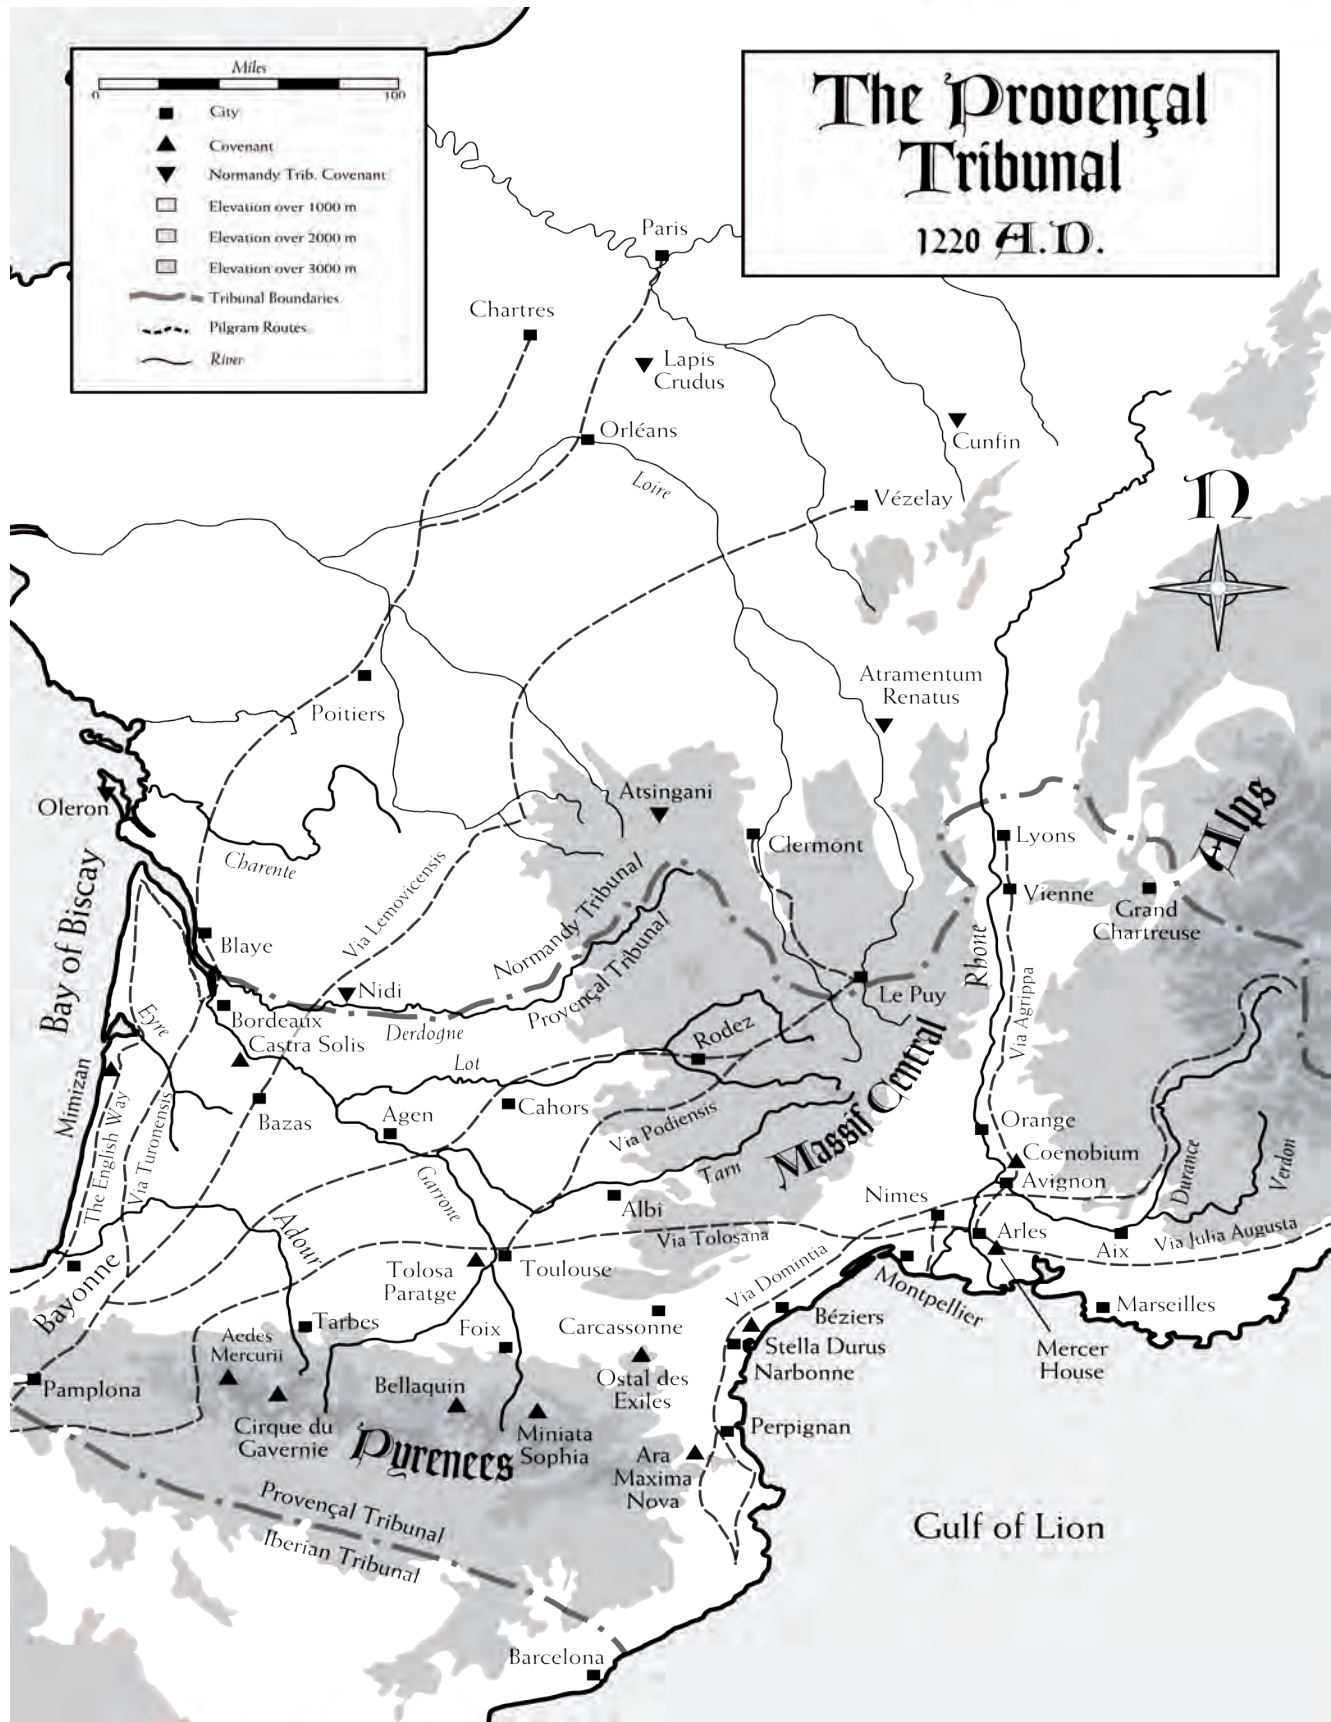 Miles
0
100
City
Covenant
Normandy Trib. Covenant
Elevation over 1000 m
Elevation over 2000 m
Elevation over 3000 m
Tribunal Boundaries
Pilgram Routes
River
The Provençal
Tribunal
1220 A.D.
Paris
Chartres
Lapis
Crudus
Orléans
Cunfin
Loire
Vézelay
N
Atramentum
Renatus
Poitiers
Oleron
Atsingani
Clermont
Lyons
Alps
Charente
Via Lemovicensis
Normandy Tribunal
Provençal Tribunal
Vienne
Grand
Chartreuse
Bay of Biscay
Blaye
Rhone
Nidi
Le Puy
Via Agrippa
Eyre
Bordeaux
Derdogne
Castra Solis
Rodez
Lot
Mimizan
The English Way
Via Turonensis
Bazas
Agen
Cahors
Via Podiensis
Massif Central
Orange
Coenobium
Avignon
Tarn
Durance
Verdon
Garrone
Albi
Nimes
Adour
Via Tolosana
Arles
Aix
Via Julia Augusta
Tolosa
Paratge
Toulouse
Via Domintia
Montpellier
Bayonne
Marseilles
Tarbes
Foix
Carcassonne
Béziers
Aedes
Mercurii
Stella Durus
Narbonne
Mercer
House
Pamplona
Bellaquin
Ostal des
Exiles
Cirque du
Gavernie
Pyrenees
Miniata
Sophia
Perpignan
Ara
Maxima
Nova
Provençal Tribunal
Iberian Tribunal
Gulf of Lion
Barcelona